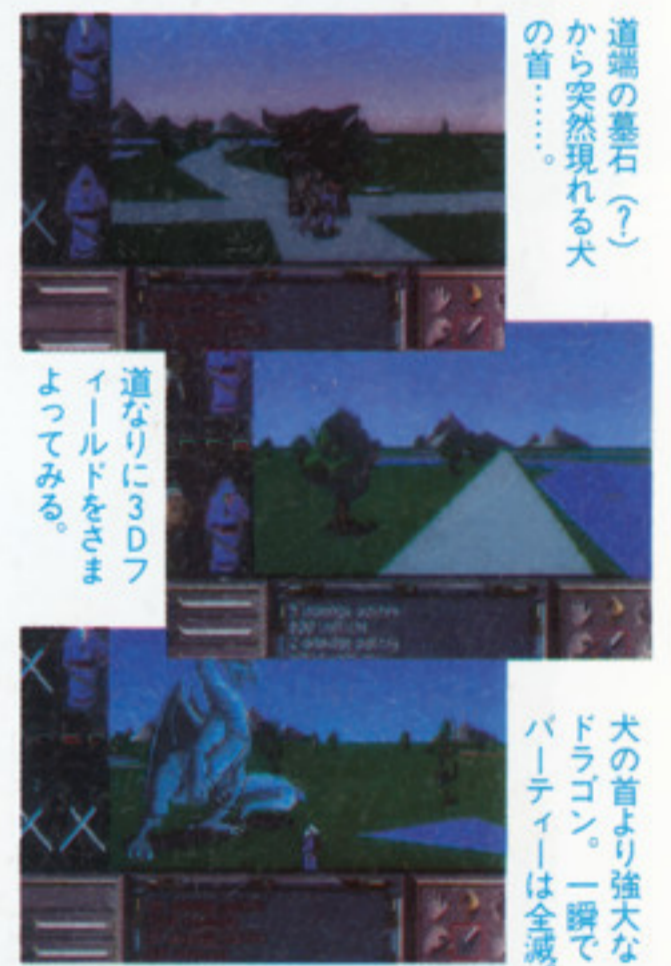 道端の墓石（？）
から突然現れる犬
の首……。
道なりに3Dフ
ィールドをさま
よってみる。
犬の首より強大な
ドラゴン。一瞬で
パーティーは全滅